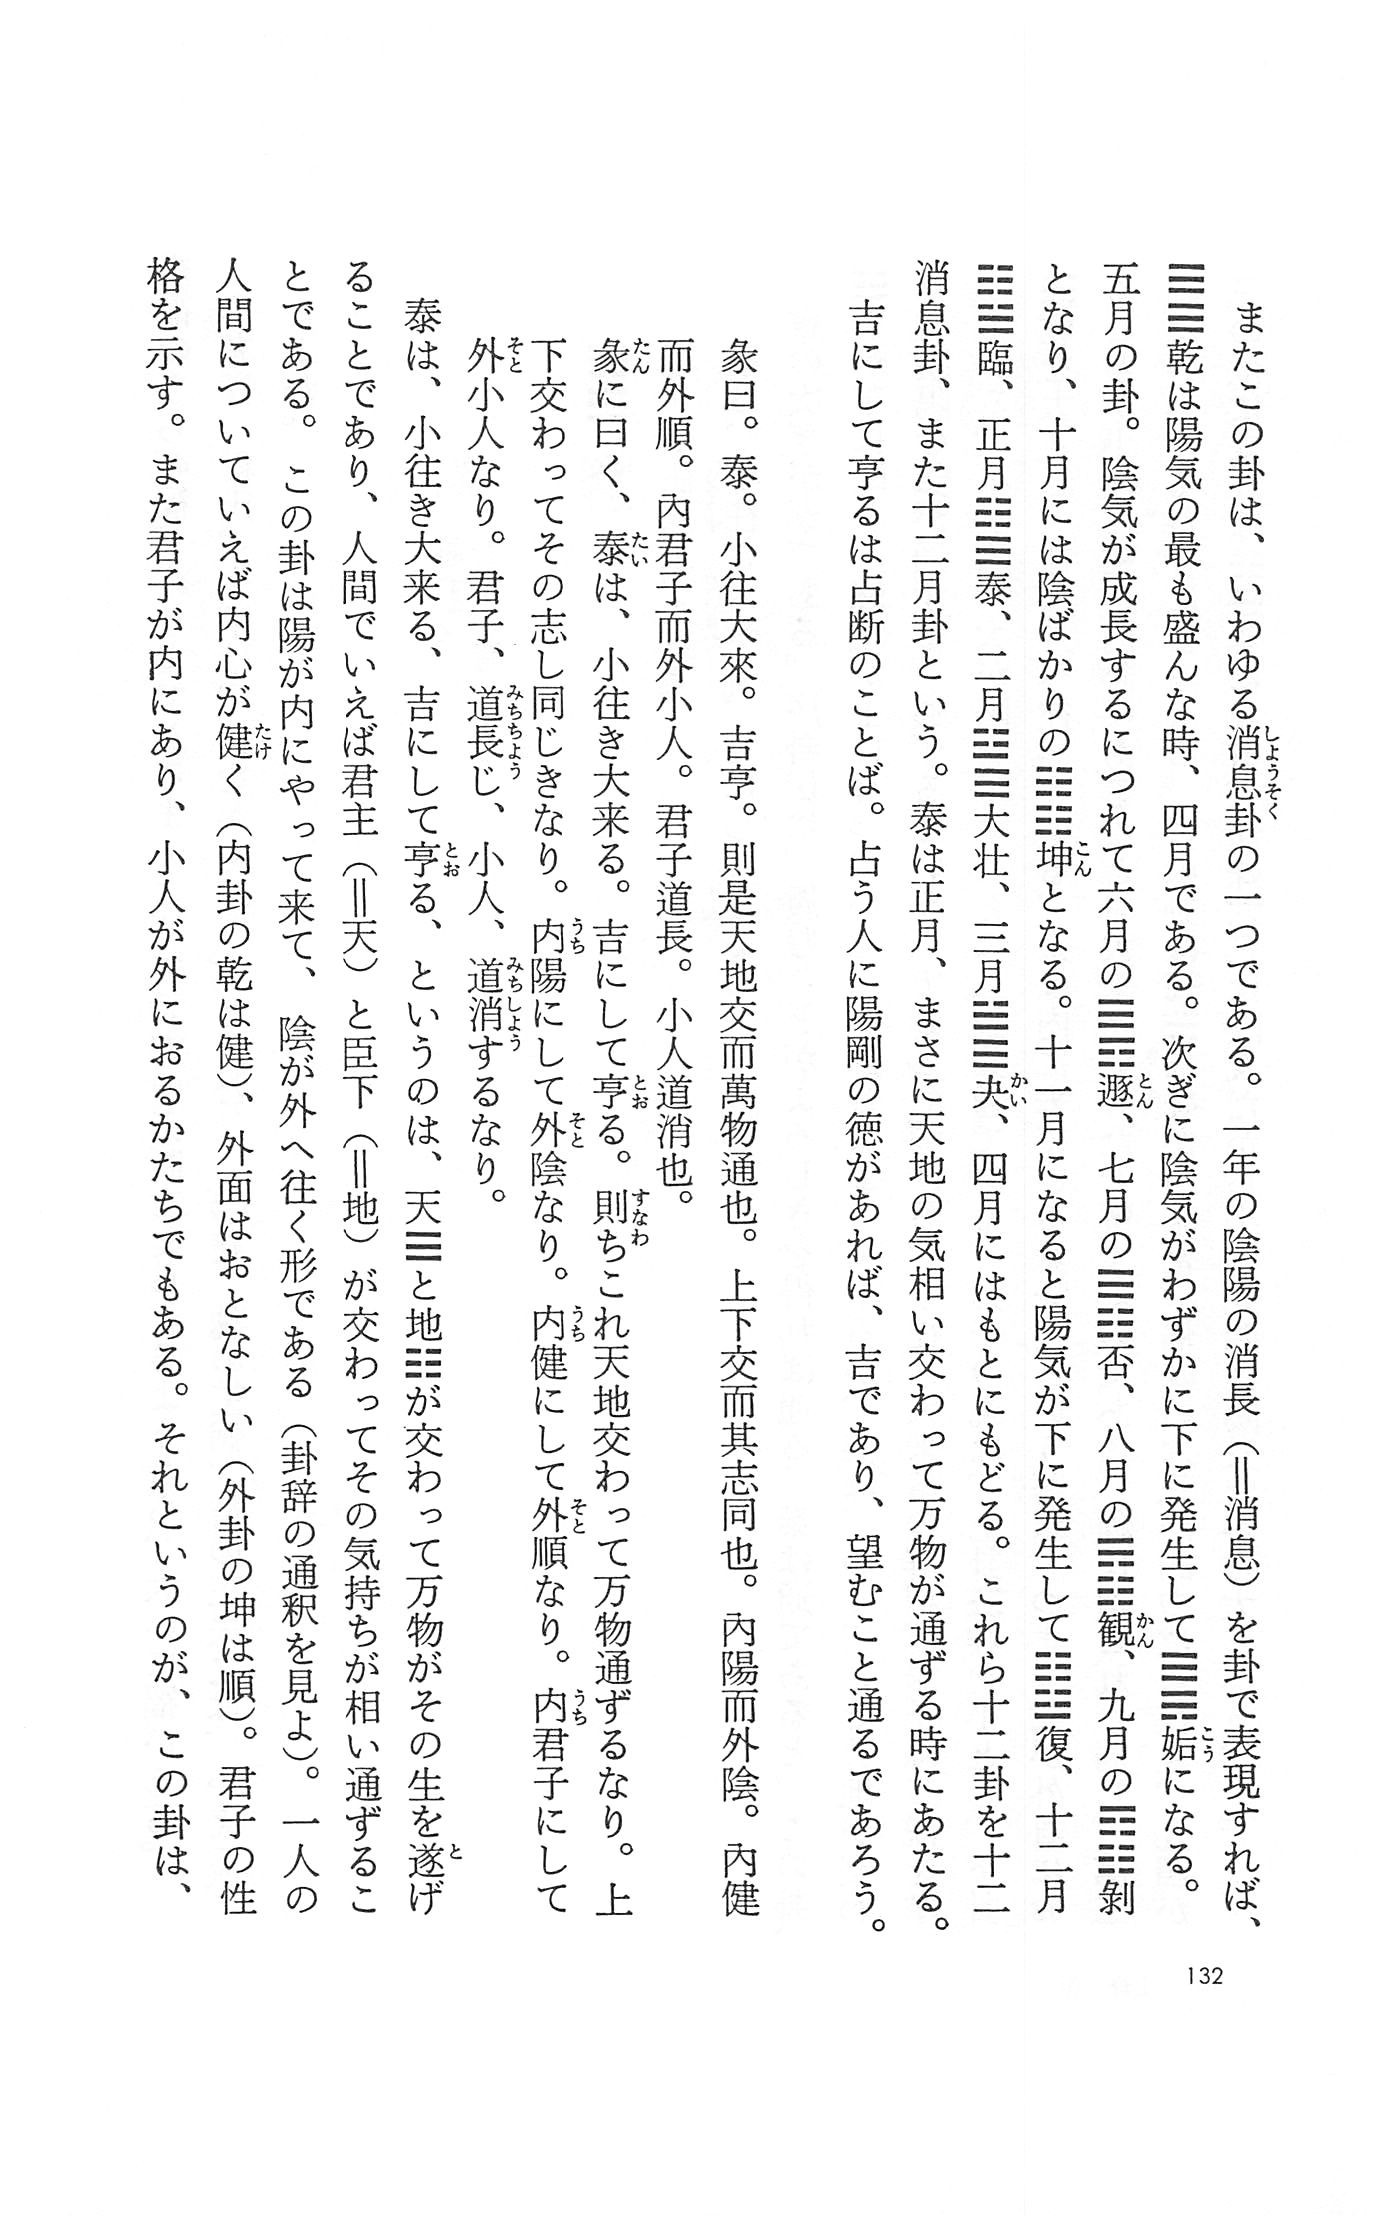 またこの卦は、いわゆる消息卦の一つである。一年の陰陽の消長（＝消息）を卦で表現すれば、
䷀乾は陽気の最も盛んな時、四月である。次ぎに陰気がわずかに下に発生して䷫姤になる。
五月の卦。陰気が成長するにつれて六月の䷠遯、七月の䷋否、八月の䷓観、九月の䷖剝
となり、十月には陰ばかりの䷁坤となる。十一月になると陽気が下に発生して䷗復、十二月
䷒臨、正月䷊泰、二月䷡大壮、三月䷪夬、四月にはもとにもどる。これら十二卦を十二
消息卦、また十二月卦という。泰は正月、まさに天地の気相い交わって万物が通ずる時にあたる。
吉にして亨るは占断のことば。占う人に陽剛の徳があれば、吉であり、望むこと通るであろう。
彖曰。泰。小往大來。吉亨。則是天地交而萬物通也。上下交而其志同也。內陽而外陰。內健
而外順。內君子而外小人。君子道長。小人道消也。
彖に曰く、泰は、小往き大来る。吉にして亨る。則ちこれ天地交わって万物通ずるなり。上
下交わってその志し同じきなり。内陽にして外陰なり。内健にして外順なり。内君子にして
外小人なり。君子、道長じ、小人、道消するなり。
泰は、小往き大来る、吉にして亨る、というのは、天☰と地☷が交わって万物がその生を遂げ
ることであり、人間でいえば君主（＝天）と臣下（＝地）が交わってその気持ちが相い通ずるこ
とである。この卦は陽が内にやって来て、陰が外へ往く形である（卦辞の通釈を見よ）。一人の
人間についていえば内心が健く（内卦の乾は健）、外面はおとなしい（外卦の坤は順）。君子の性
格を示す。また君子が内にあり、小人が外におるかたちでもある。それというのが、この卦は、
132